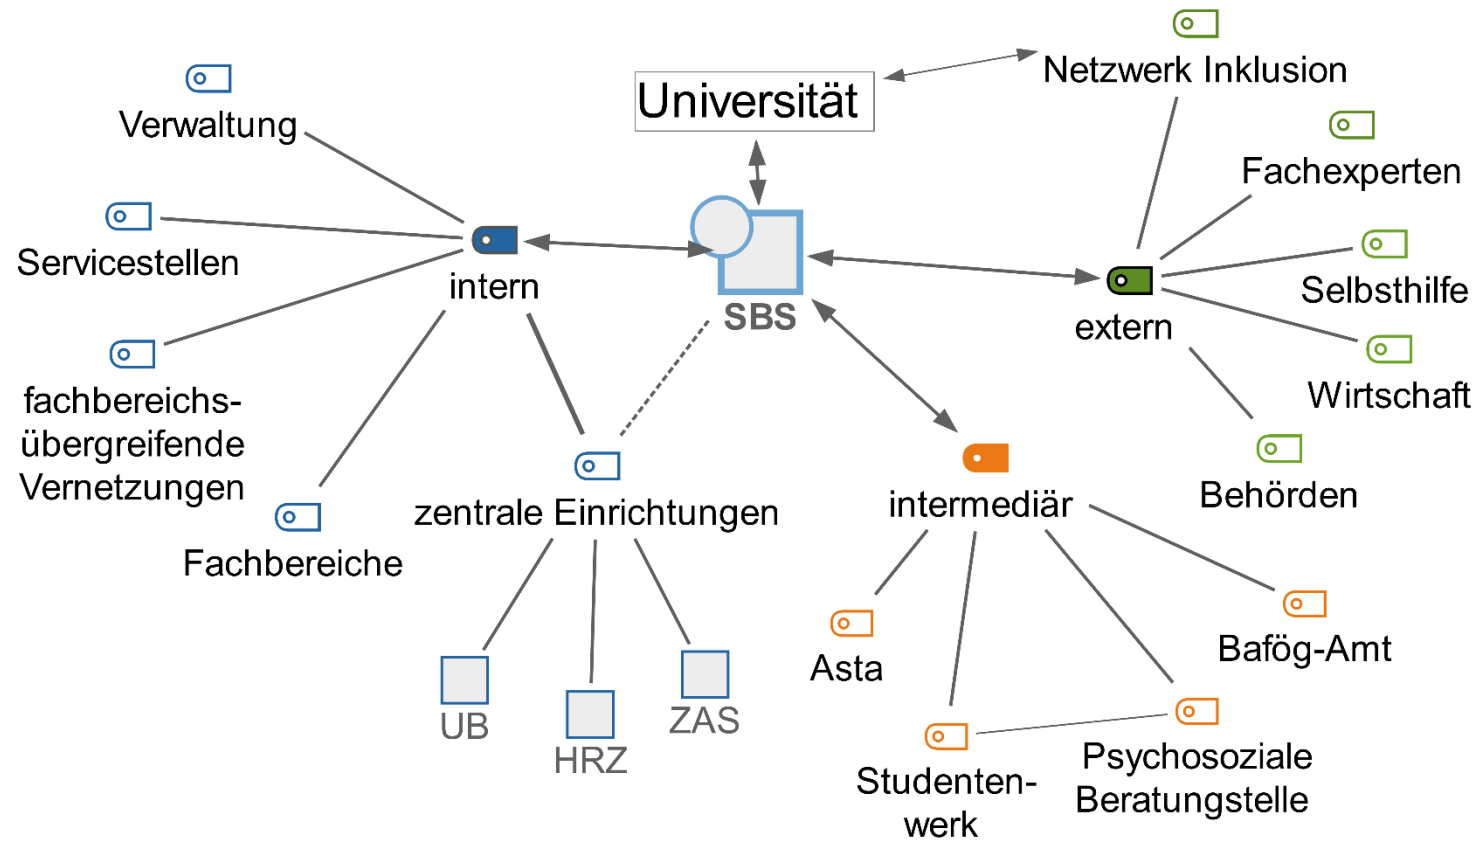 Universität
Netzwerk Inklusion
Verwaltung
Fachexperten
Servicestellen
intern
SBS
extern
Selbsthilfe
Wirtschaft
fachbereichs-
übergreifende
Vernetzungen
Behörden
zentrale Einrichtungen
intermediär
Fachbereiche
UB
HRZ
ZAS
Asta
Bafög-Amt
Studenten-
werk
Psychosoziale
Beratungstelle